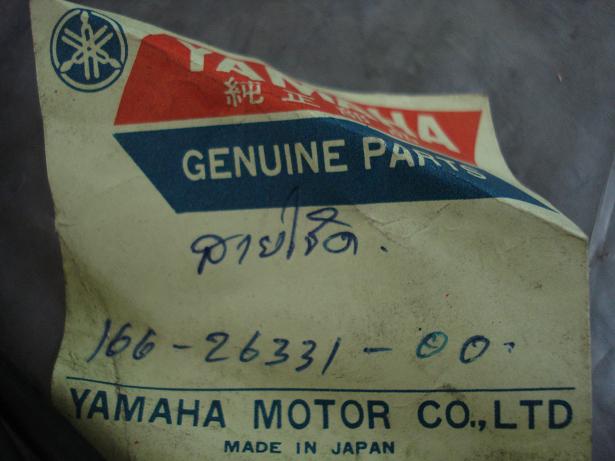 YAMAHA
純正部品
GENUINE PARTS
สายโช๊ค.
166-26331-00.
YAMAHA MOTOR CO., LTD
MADE IN JAPAN